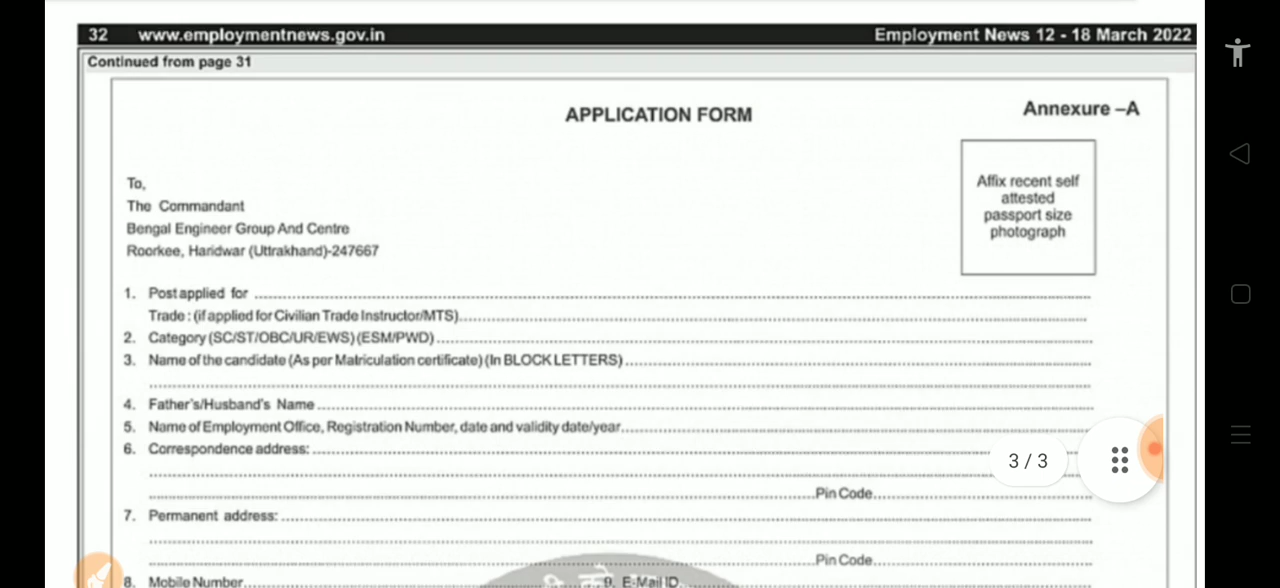 32 www.employmentnews.gov.in Employment News 12 - 18 March 2022
Continued from page 31
Annexure –A
APPLICATION FORM
Affix recent self
attested
passport size
photograph
To,
The Commandant
Bengal Engineer Group And Centre
Roorkee, Haridwar (Uttrakhand)-247667
1. Post applied for
Trade : (if applied for Civilian Trade Instructor/MTS)
2. Category (SC/ST/OBC/UR/EWS) (ESM/PWD)
3. Name of the candidate (As per Matriculation certificate) (In BLOCK LETTERS)
4. Father's/Husband's Name
5. Name of Employment Office, Registration Number, date and validity date/year
6. Correspondence address:
3 / 3
Pin Code
7. Permanent address:
Pin Code
8. Mobile Number 9. E-Mail ID